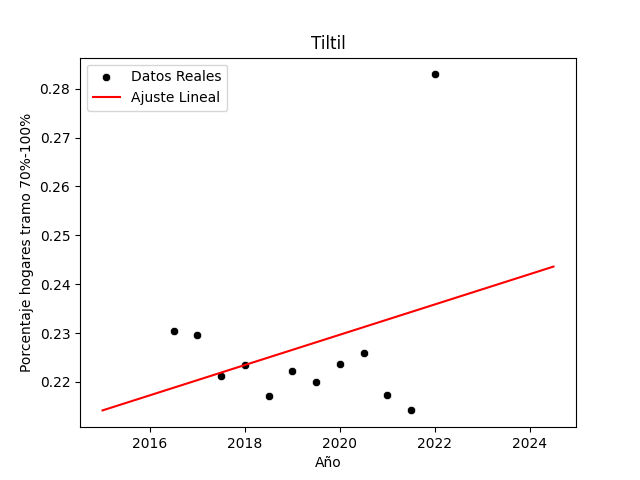 Tiltil
Datos Reales
Ajuste Lineal
Porcentaje hogares tramo 70%-100%
0.28
0.27
0.26
0.25
0.24
0.23
0.22
2016 2018 2020 2022 2024
Año